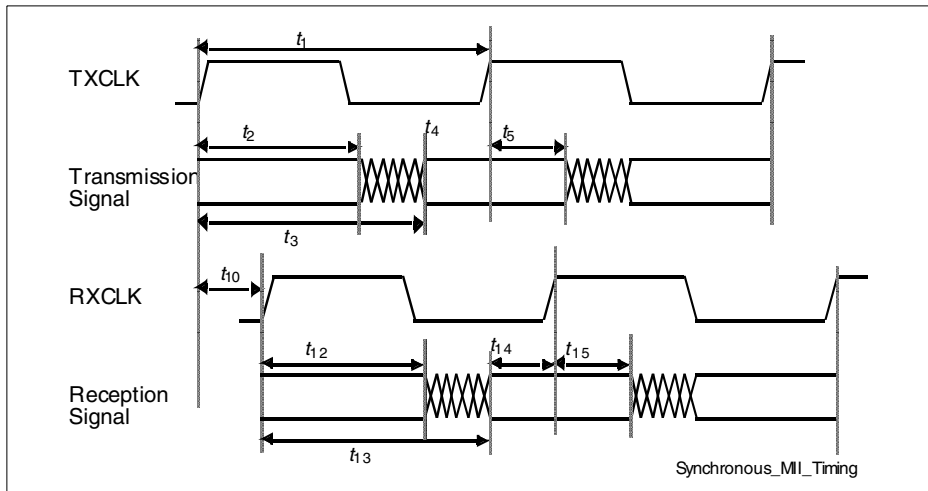 t1
TXCLK
t2
t4
t5
Transmission
Signal
t3
t10
RXCLK
t12
t14
t15
Reception
Signal
t13
Synchronous_MII_Timing